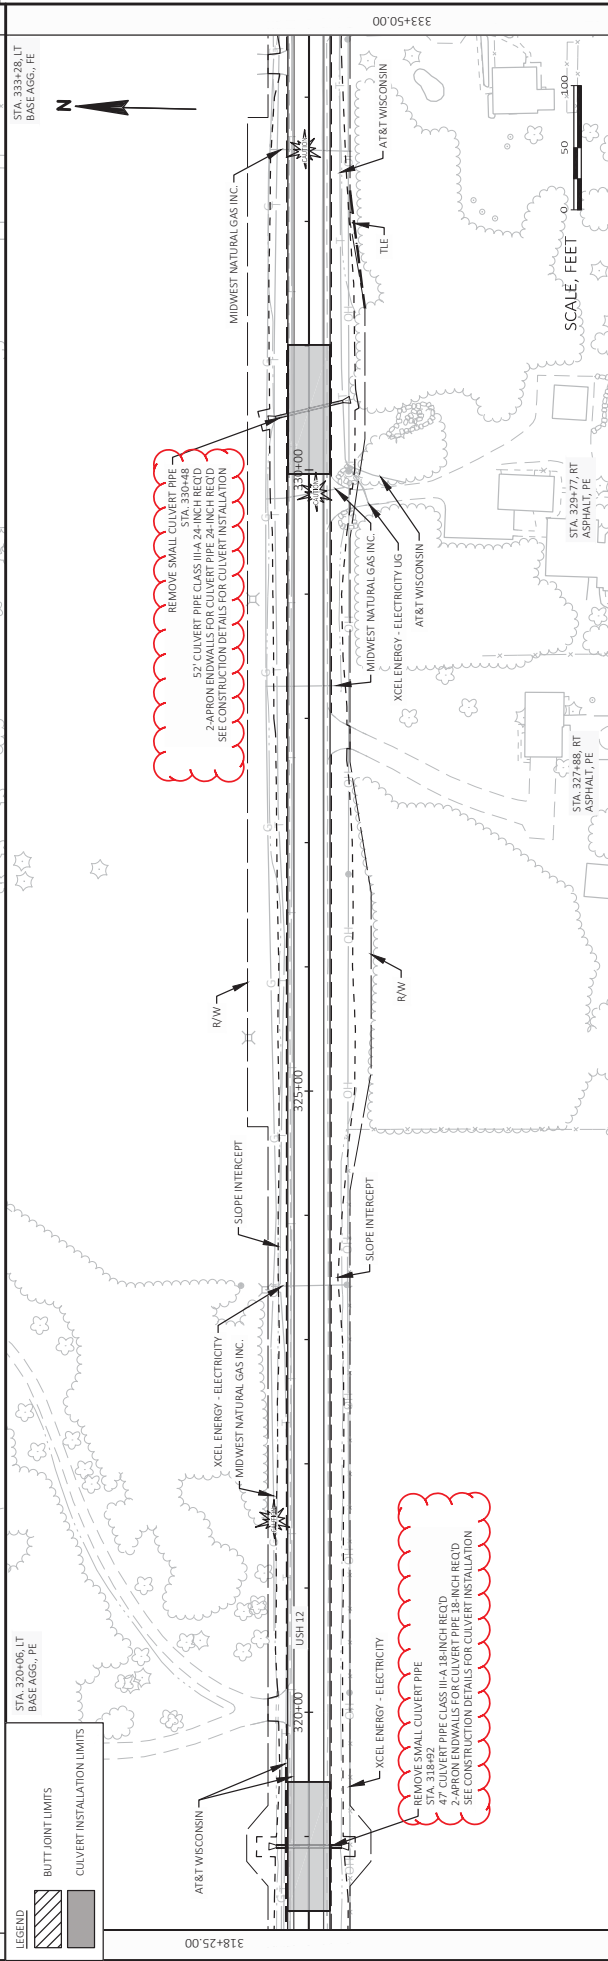 LEGEND
BUTT JOINT LIMITS
CULVERT INSTALLATION LIMITS
STA. 320+06, LT
BASE AGG., PE
STA. 333+28, LT
BASE AGG., FE
N
318+25.00
333+50.00
AT&T WISCONSIN
XCEL ENERGY - ELECTRICITY
MIDWEST NATURAL GAS INC.
CAUTION
SLOPE INTERCEPT
R/W
REMOVE SMALL CULVERT PIPE
STA. 330+48
52' CULVERT PIPE CLASS III-A 24-INCH REQ'D
2-APRON ENDWALLS FOR CULVERT PIPE 24-INCH REQ'D
SEE CONSTRUCTION DETAILS FOR CULVERT INSTALLATION
MIDWEST NATURAL GAS INC.
CAUTION
320+00
USH 12
325+00
330+00
CAUTION
REMOVE SMALL CULVERT PIPE
STA. 318+92
47' CULVERT PIPE CLASS III-A 18-INCH REQ'D
2-APRON ENDWALLS FOR CULVERT PIPE 18-INCH REQ'D
SEE CONSTRUCTION DETAILS FOR CULVERT INSTALLATION
XCEL ENERGY - ELECTRICITY
SLOPE INTERCEPT
R/W
MIDWEST NATURAL GAS INC.
XCEL ENERGY - ELECTRICITY UG
AT&T WISCONSIN
TLE
AT&T WISCONSIN
STA. 327+88, RT
ASPHALT, PE
STA. 329+77, RT
ASPHALT, PE
0 50 100
SCALE, FEET